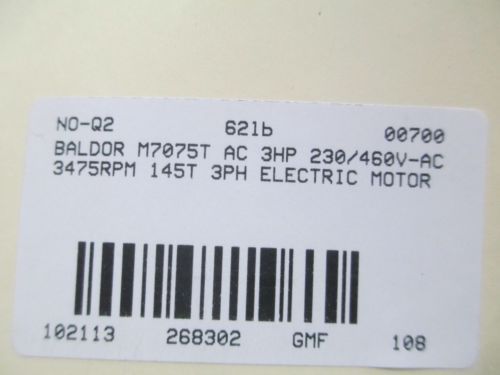 NO-Q2 62lb 00700
BALDOR M7075T AC 3HP 230/460V-AC
3475RPM 145T 3PH ELECTRIC MOTOR
102113 268302 GMF 108